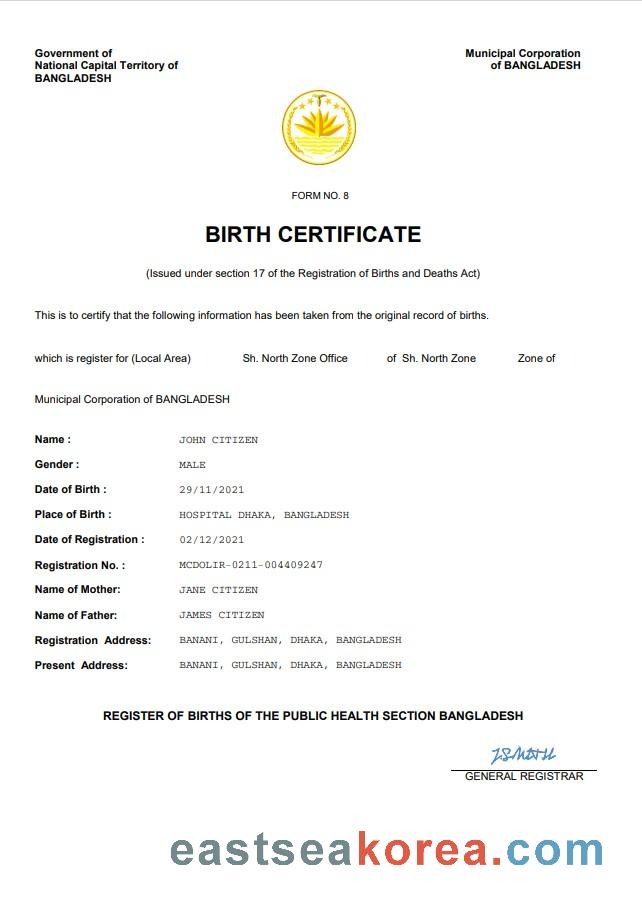 Government of
National Capital Territory of
BANGLADESH
Municipal Corporation
of BANGLADESH
FORM NO. 8
BIRTH CERTIFICATE
(Issued under section 17 of the Registration of Births and Deaths Act)
This is to certify that the following information has been taken from the original record of births.
which is register for (Local Area) Sh. North Zone Office of Sh. North Zone Zone of
Municipal Corporation of BANGLADESH
Name : JOHN CITIZEN
Gender : MALE
Date of Birth : 29/11/2021
Place of Birth : HOSPITAL DHAKA, BANGLADESH
Date of Registration : 02/12/2021
Registration No. : MCDOLIR-0211-004409247
Name of Mother: JANE CITIZEN
Name of Father: JAMES CITIZEN
Registration Address: BANANI, GULSHAN, DHAKA, BANGLADESH
Present Address: BANANI, GULSHAN, DHAKA, BANGLADESH
REGISTER OF BIRTHS OF THE PUBLIC HEALTH SECTION BANGLADESH
GENERAL REGISTRAR
eastseakorea.com